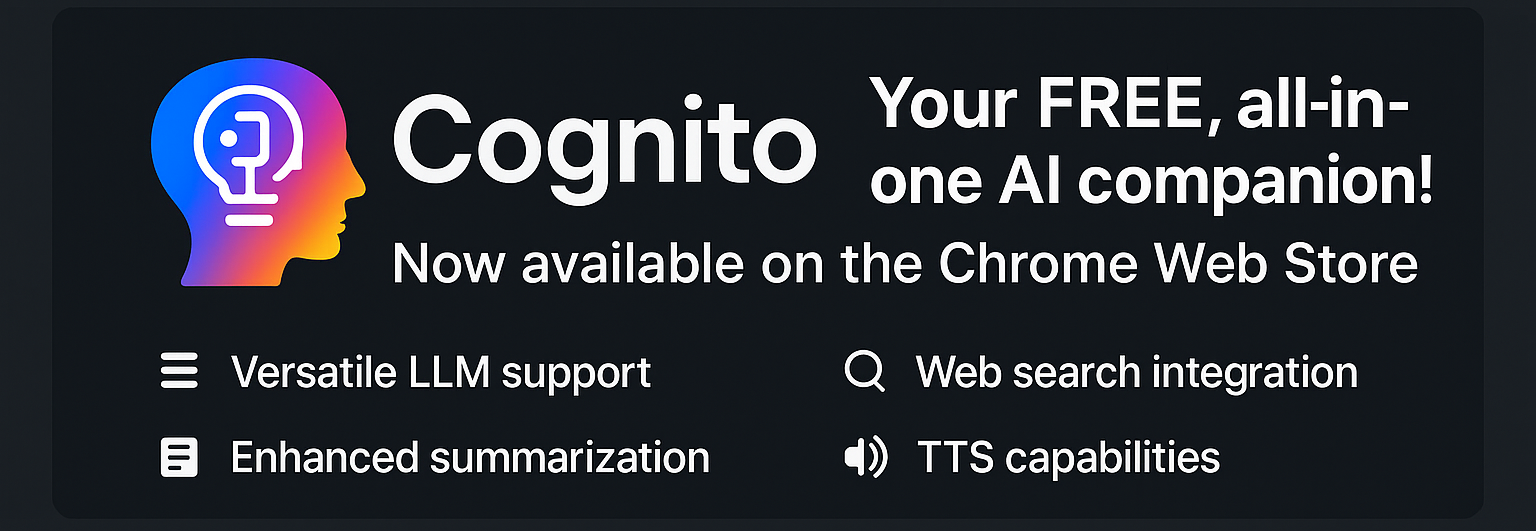 Cognito
Your FREE, all-in-
one AI companion!
Now available on the Chrome Web Store
Versatile LLM support
Web search integration
Enhanced summarization
TTS capabilities